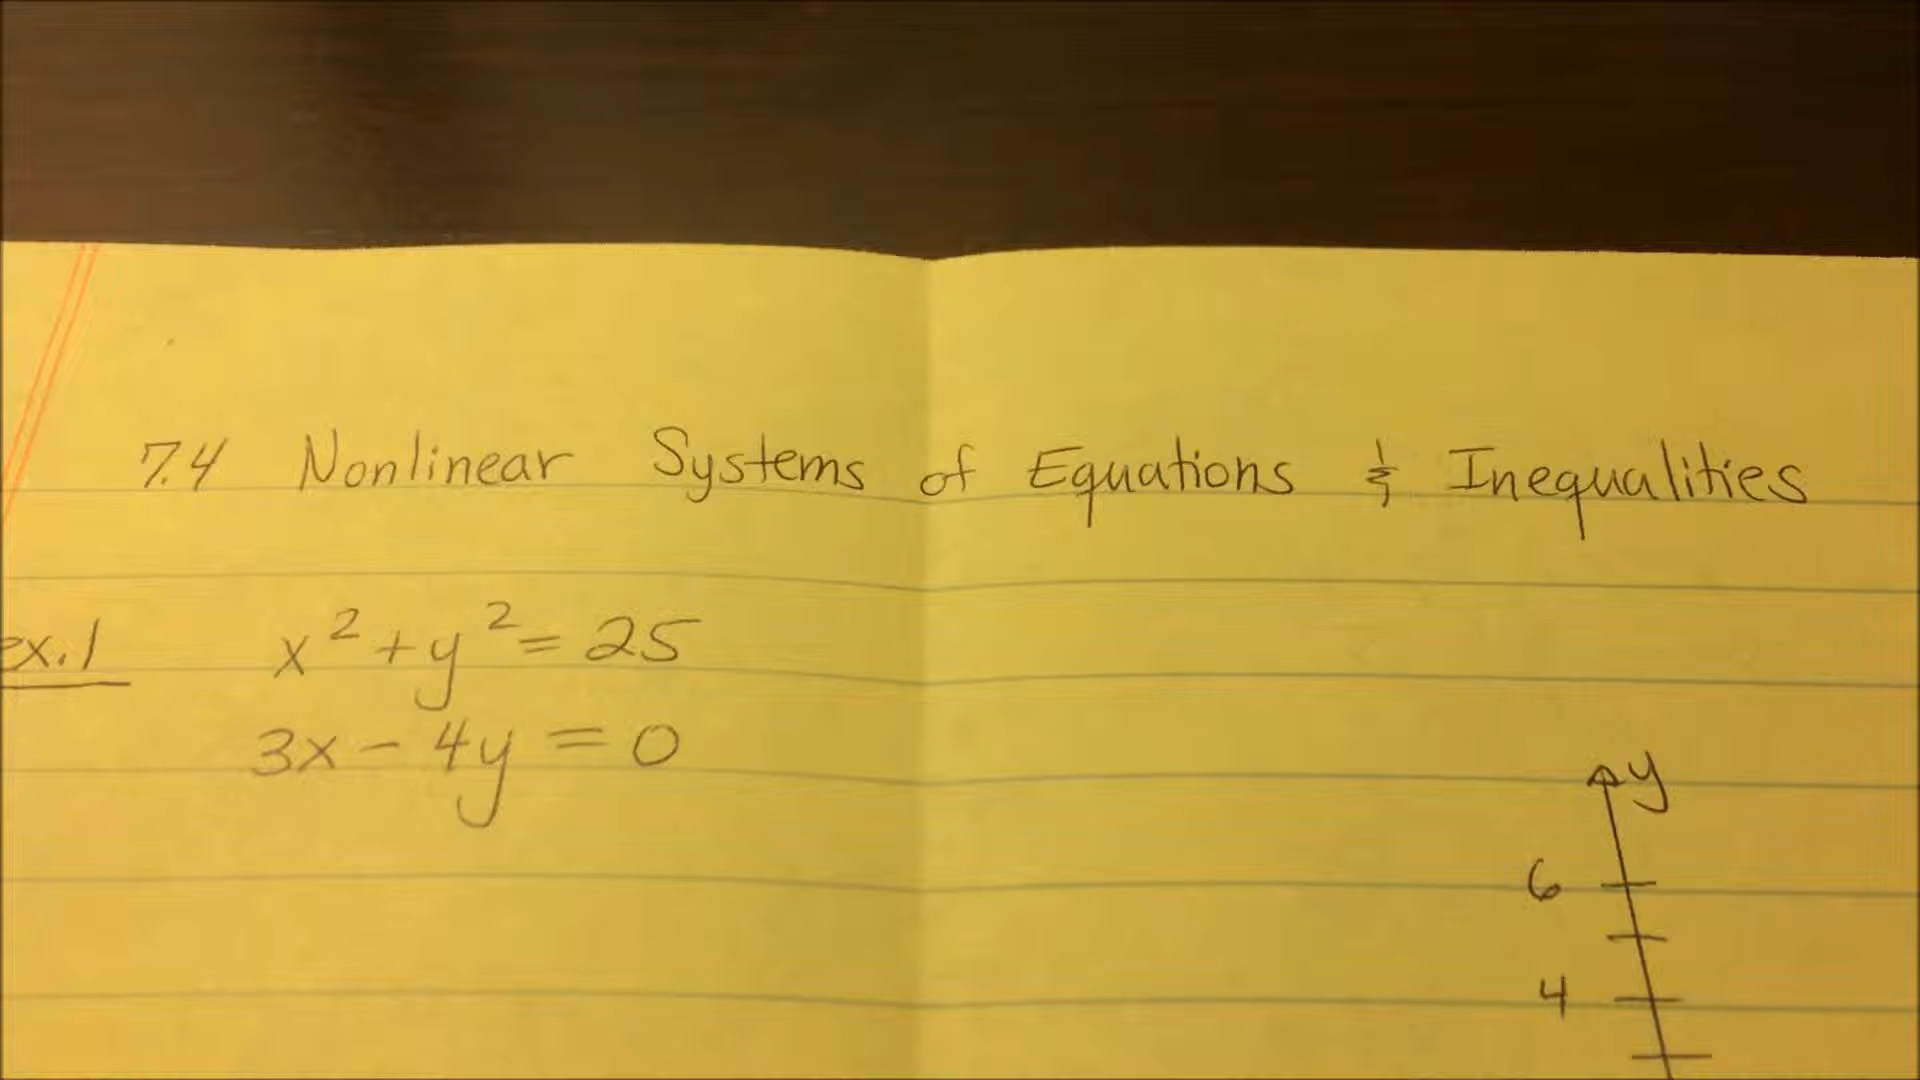 7.4 Nonlinear Systems of Equations & Inequalities
ex.1 x² + y² = 25
3x - 4y = 0
y
6
4